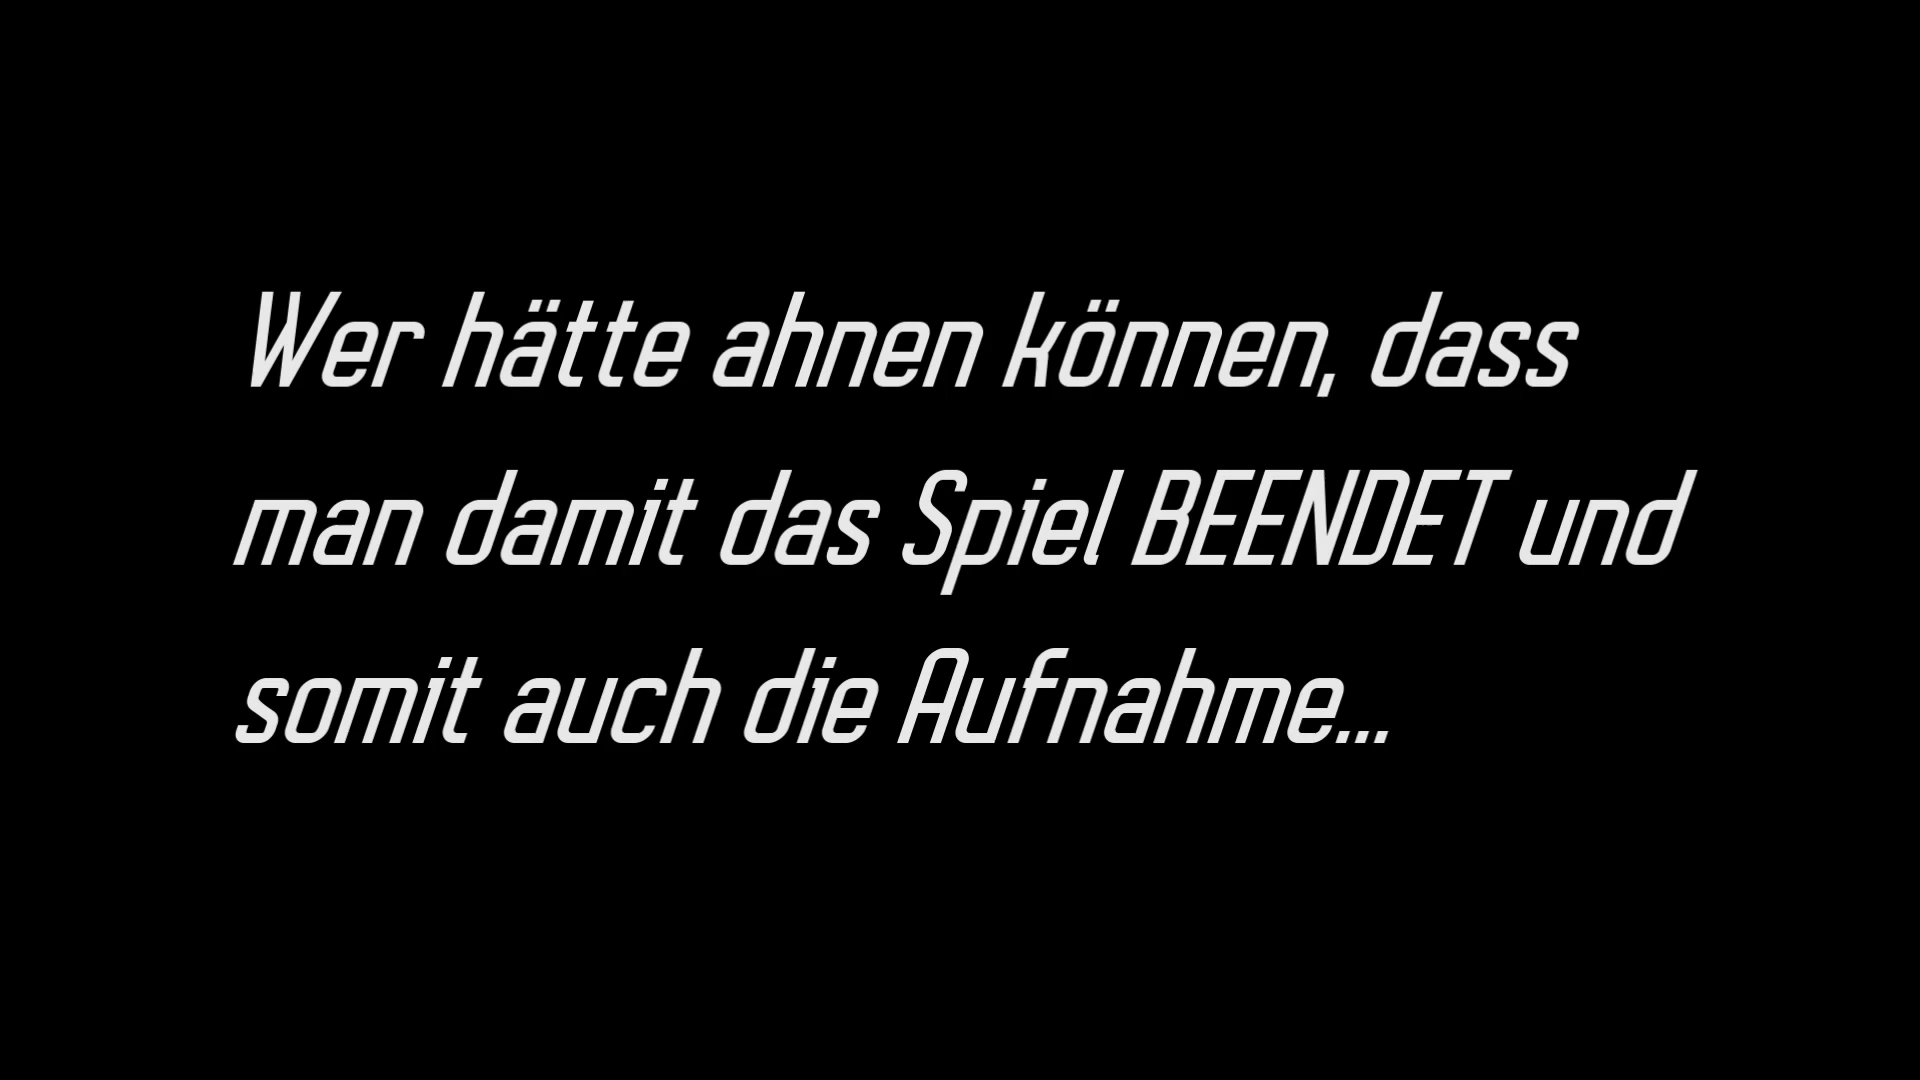 Wer hätte ahnen können, dass
man damit das Spiel BEENDET und
somit auch die Aufnahme...